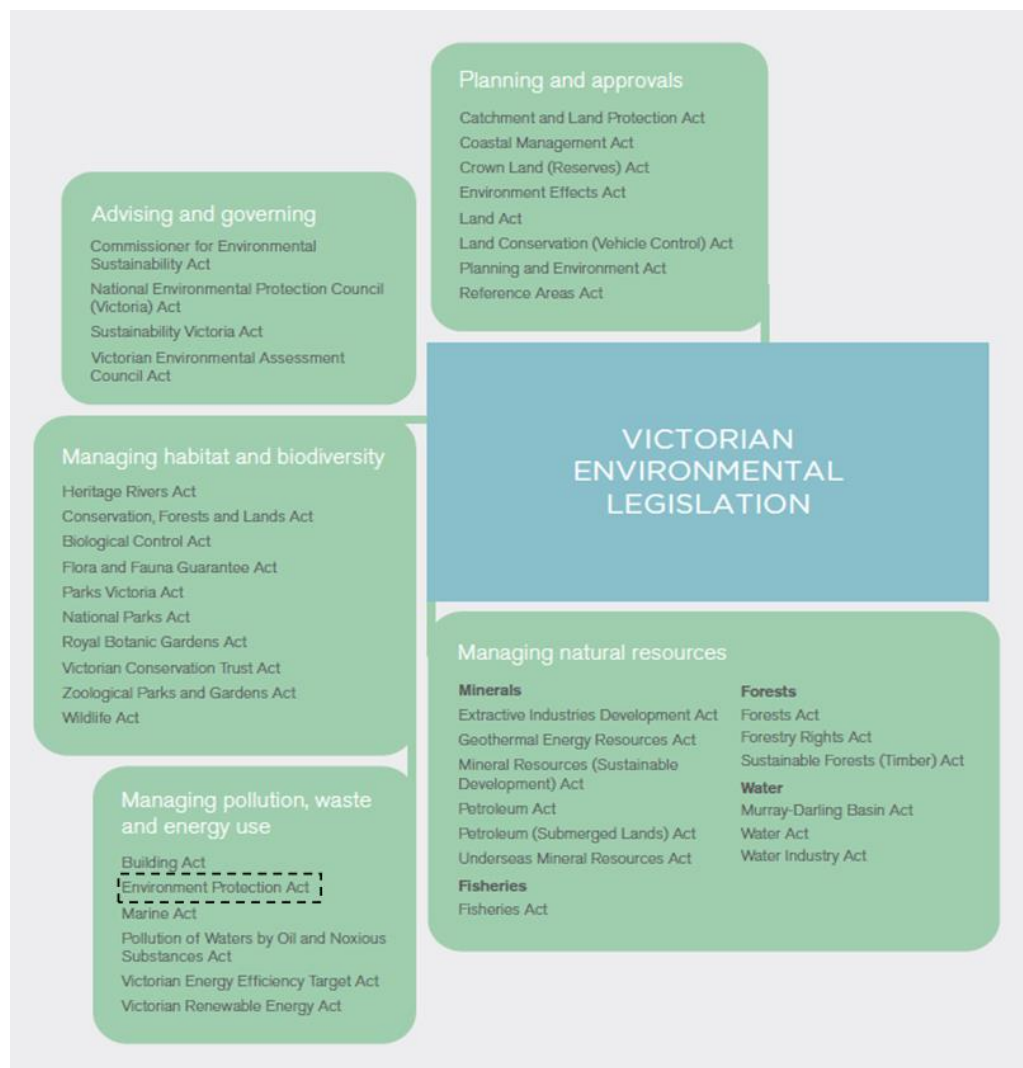 Planning and approvals
Catchment and Land Protection Act
Coastal Management Act
Crown Land (Reserves) Act
Environment Effects Act
Land Act
Land Conservation (Vehicle Control) Act
Planning and Environment Act
Reference Areas Act
Advising and governing
Commissioner for Environmental
Sustainability Act
National Environmental Protection Council
(Victoria) Act
Sustainability Victoria Act
Victorian Environmental Assessment
Council Act
VICTORIAN
ENVIRONMENTAL
LEGISLATION
Managing habitat and biodiversity
Heritage Rivers Act
Conservation, Forests and Lands Act
Biological Control Act
Flora and Fauna Guarantee Act
Parks Victoria Act
National Parks Act
Royal Botanic Gardens Act
Victorian Conservation Trust Act
Zoological Parks and Gardens Act
Wildlife Act
Managing natural resources
Minerals
Extractive Industries Development Act
Geothermal Energy Resources Act
Mineral Resources (Sustainable
Development) Act
Petroleum Act
Petroleum (Submerged Lands) Act
Underseas Mineral Resources Act
Fisheries
Fisheries Act
Forests
Forests Act
Forestry Rights Act
Sustainable Forests (Timber) Act
Water
Murray-Darling Basin Act
Water Act
Water Industry Act
Managing pollution, waste
and energy use
Building Act
Environment Protection Act
Marine Act
Pollution of Waters by Oil and Noxious
Substances Act
Victorian Energy Efficiency Target Act
Victorian Renewable Energy Act